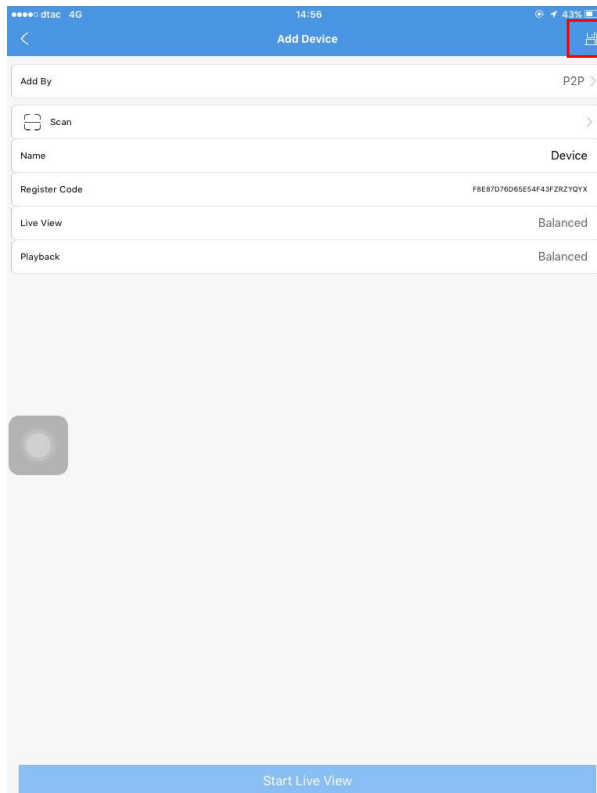 dtac 4G 14:56 43%
Add Device
Add By P2P
Scan
Name Device
Register Code F8E87D76D65E54F43FZRZYQYX
Live View Balanced
Playback Balanced
Start Live View